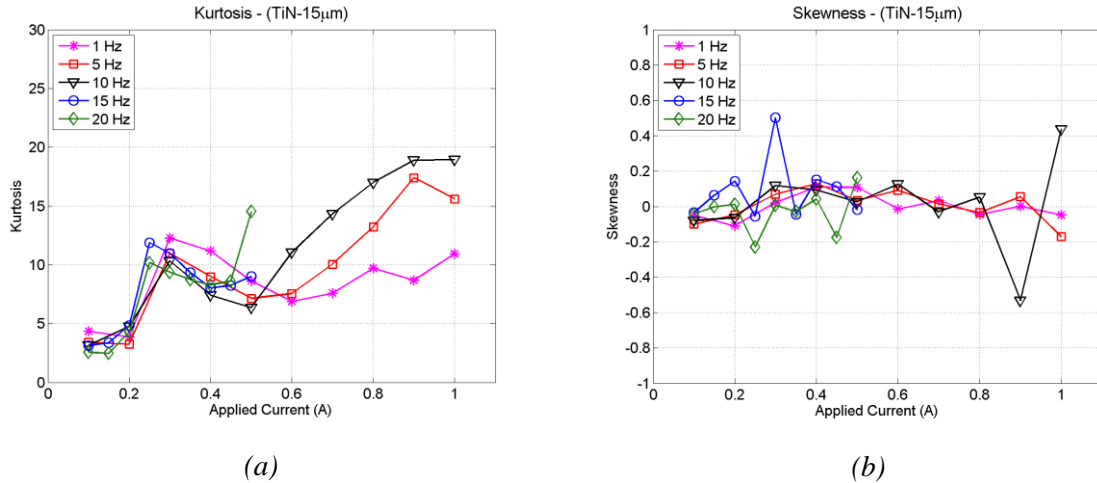 Kurtosis - (TiN-15μm)
30
25
20
15
10
5
0
Kurtosis
1 Hz
5 Hz
10 Hz
15 Hz
20 Hz
0 0.2 0.4 0.6 0.8 1
Applied Current (A)
(a)
Skewness - (TiN-15μm)
1
0.8
0.6
0.4
0.2
0
-0.2
-0.4
-0.6
-0.8
-1
Skewness
1 Hz
5 Hz
10 Hz
15 Hz
20 Hz
0 0.2 0.4 0.6 0.8 1
Applied Current (A)
(b)